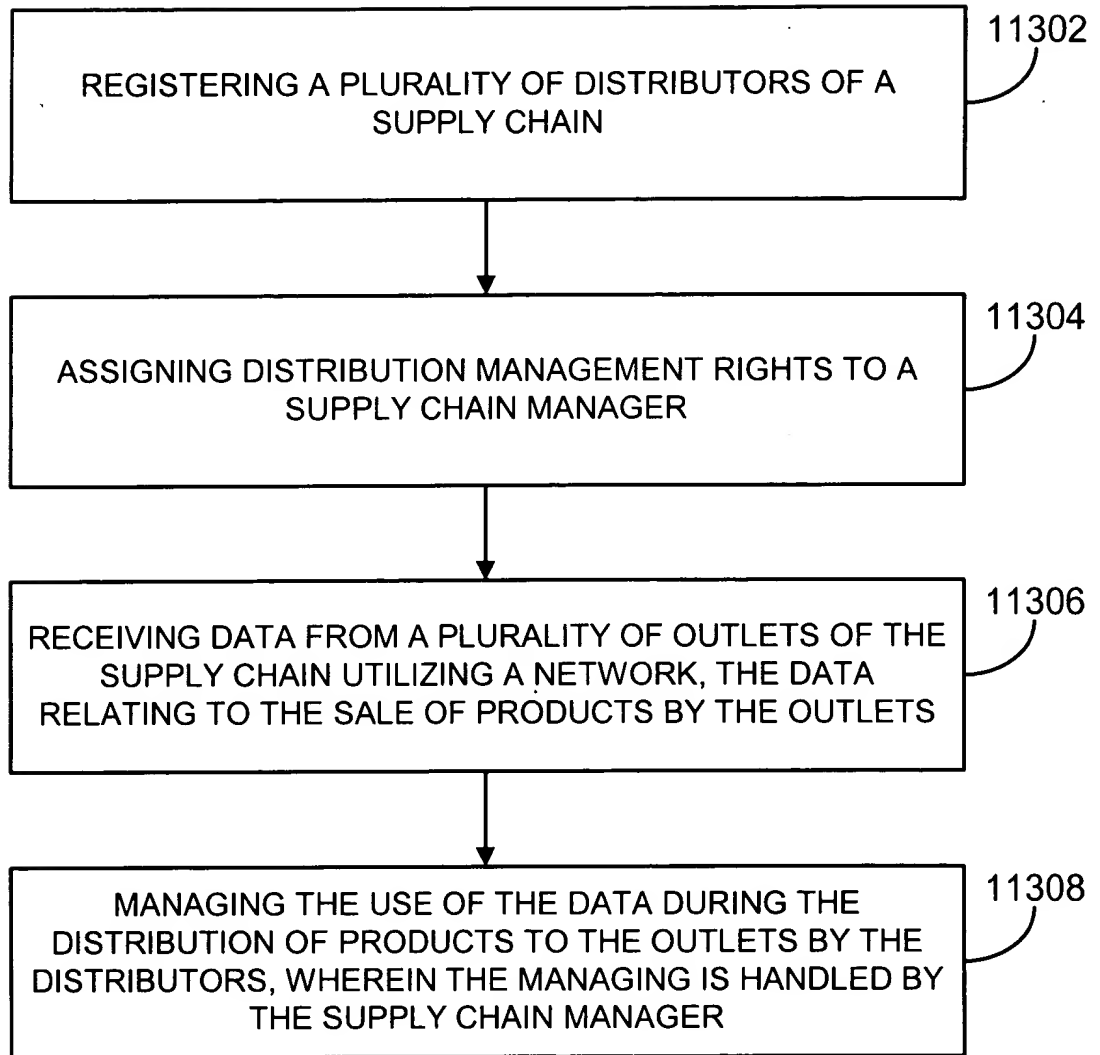 11302
REGISTERING A PLURALITY OF DISTRIBUTORS OF A
SUPPLY CHAIN
11304
ASSIGNING DISTRIBUTION MANAGEMENT RIGHTS TO A
SUPPLY CHAIN MANAGER
11306
RECEIVING DATA FROM A PLURALITY OF OUTLETS OF THE
SUPPLY CHAIN UTILIZING A NETWORK, THE DATA
RELATING TO THE SALE OF PRODUCTS BY THE OUTLETS
11308
MANAGING THE USE OF THE DATA DURING THE
DISTRIBUTION OF PRODUCTS TO THE OUTLETS BY THE
DISTRIBUTORS, WHEREIN THE MANAGING IS HANDLED BY
THE SUPPLY CHAIN MANAGER